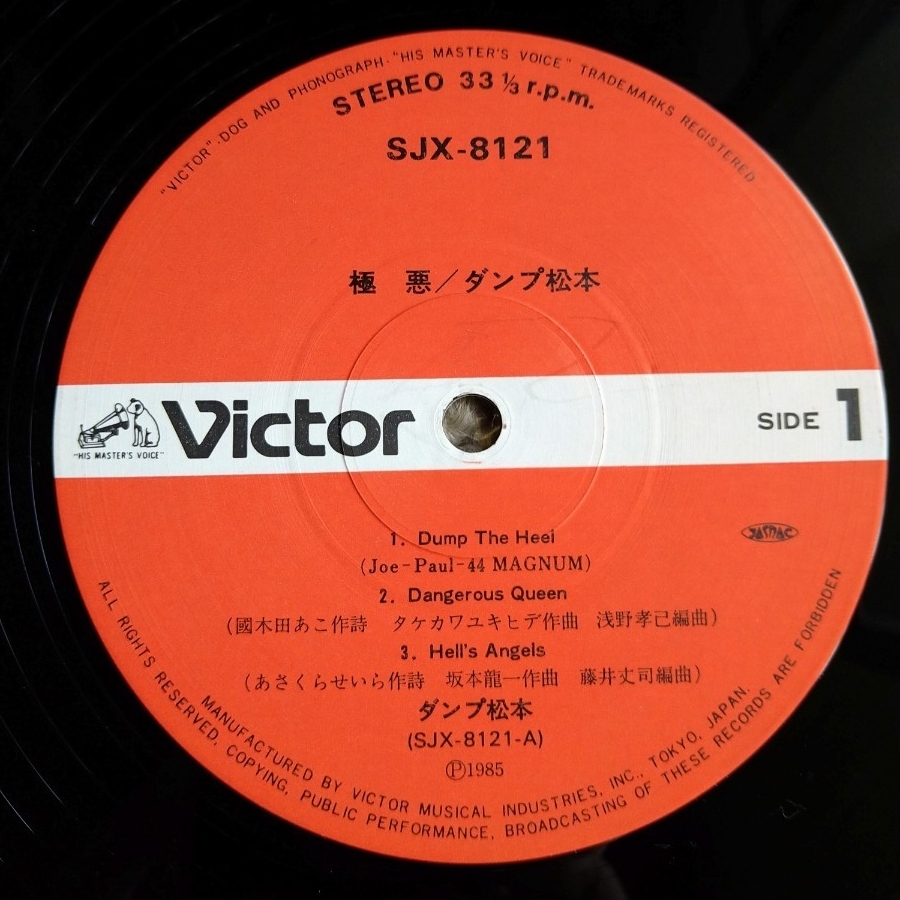 "VICTOR"·DOG AND PHONOGRAPH·"HIS MASTER'S VOICE" TRADEMARKS REGISTERED
STEREO 33 ⅓ r.p.m.
SJX-8121
極 悪／ダンプ松本
"HIS MASTER'S VOICE"
Victor
SIDE 1
1. Dump The Heel
(Joe-Paul-44 MAGNUM)
JASRAC
2. Dangerous Queen
(國木田あこ作詩 タケカワユキヒデ作曲 浅野孝己編曲)
3. Hell's Angels
(あさくらせいら作詩 坂本龍一作曲 藤井丈司編曲)
ダンプ松本
(SJX-8121-A)
Ⓟ1985
MANUFACTURED BY VICTOR MUSICAL INDUSTRIES, INC., TOKYO, JAPAN.
ALL RIGHTS RESERVED, COPYING, PUBLIC PERFORMANCE, BROADCASTING OF THESE RECORDS ARE FORBIDDEN